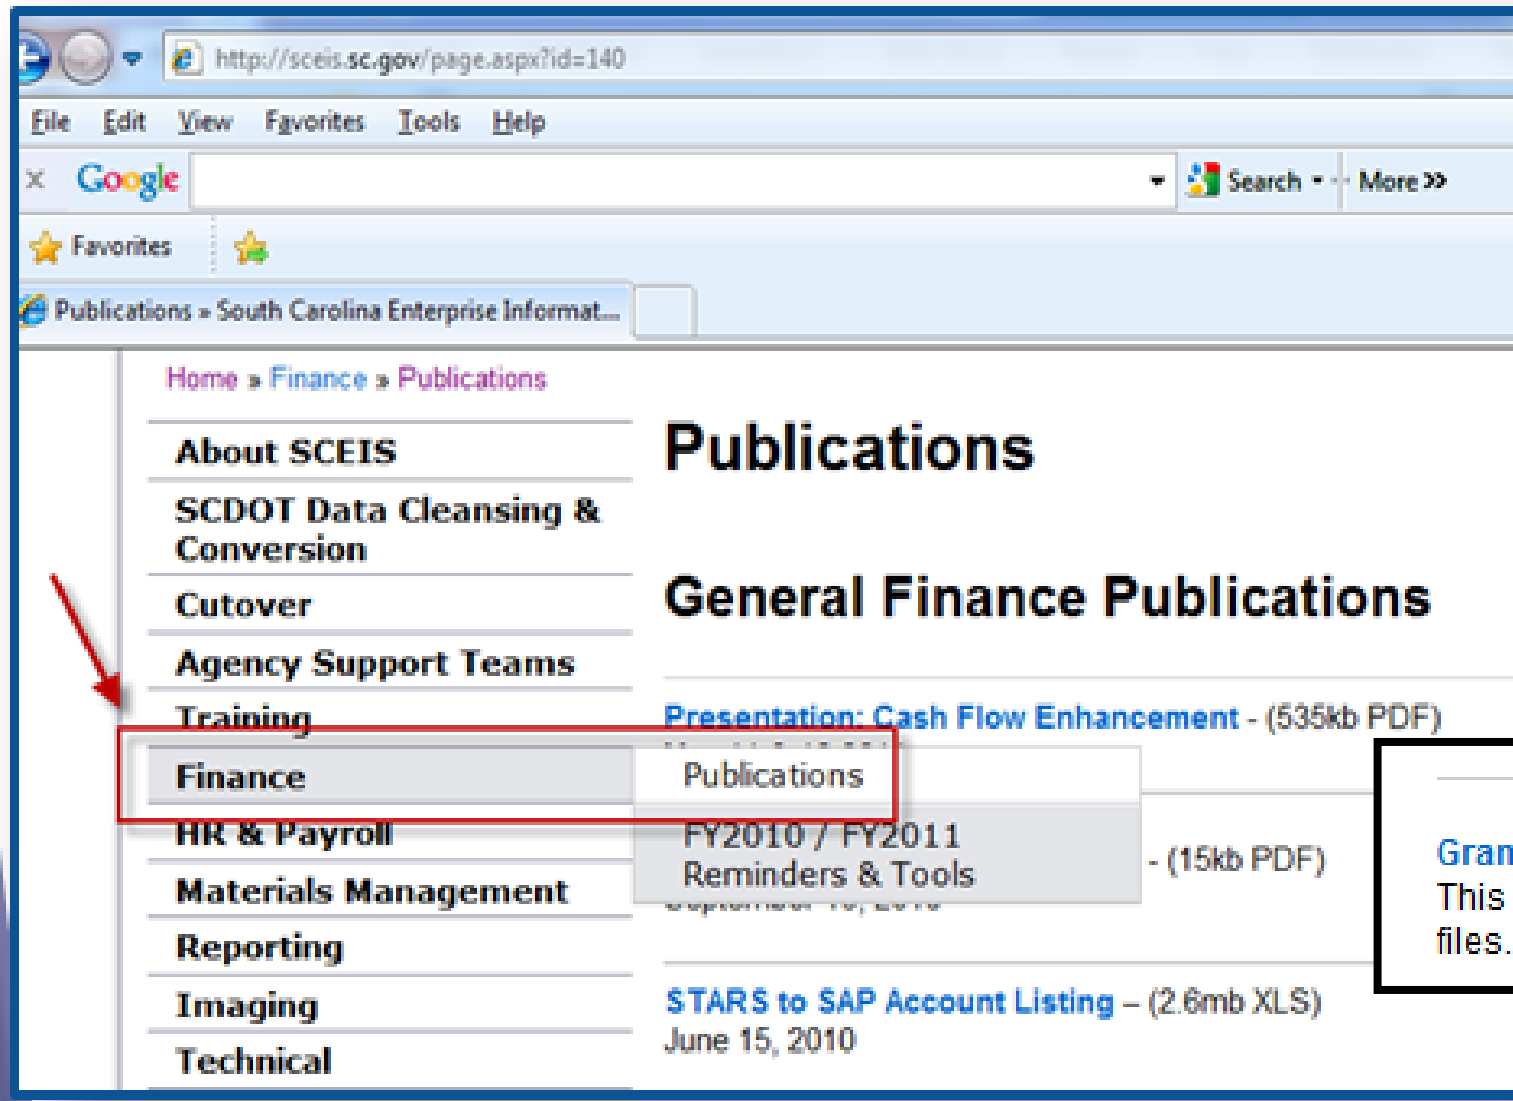 http://sceis.sc.gov/page.aspx?id=140
File Edit View Favorites Tools Help
x Google Search More »
Favorites
Publications » South Carolina Enterprise Informat...
Home » Finance » Publications
About SCEIS
SCDOT Data Cleansing &
Conversion
Cutover
Agency Support Teams
Training
Finance
HR & Payroll
Materials Management
Reporting
Imaging
Technical
Publications
General Finance Publications
Presentation: Cash Flow Enhancement - (535kb PDF)
Publications
FY2010 / FY2011
Reminders & Tools
- (15kb PDF)
STARS to SAP Account Listing – (2.6mb XLS)
June 15, 2010
Gran
This
files.